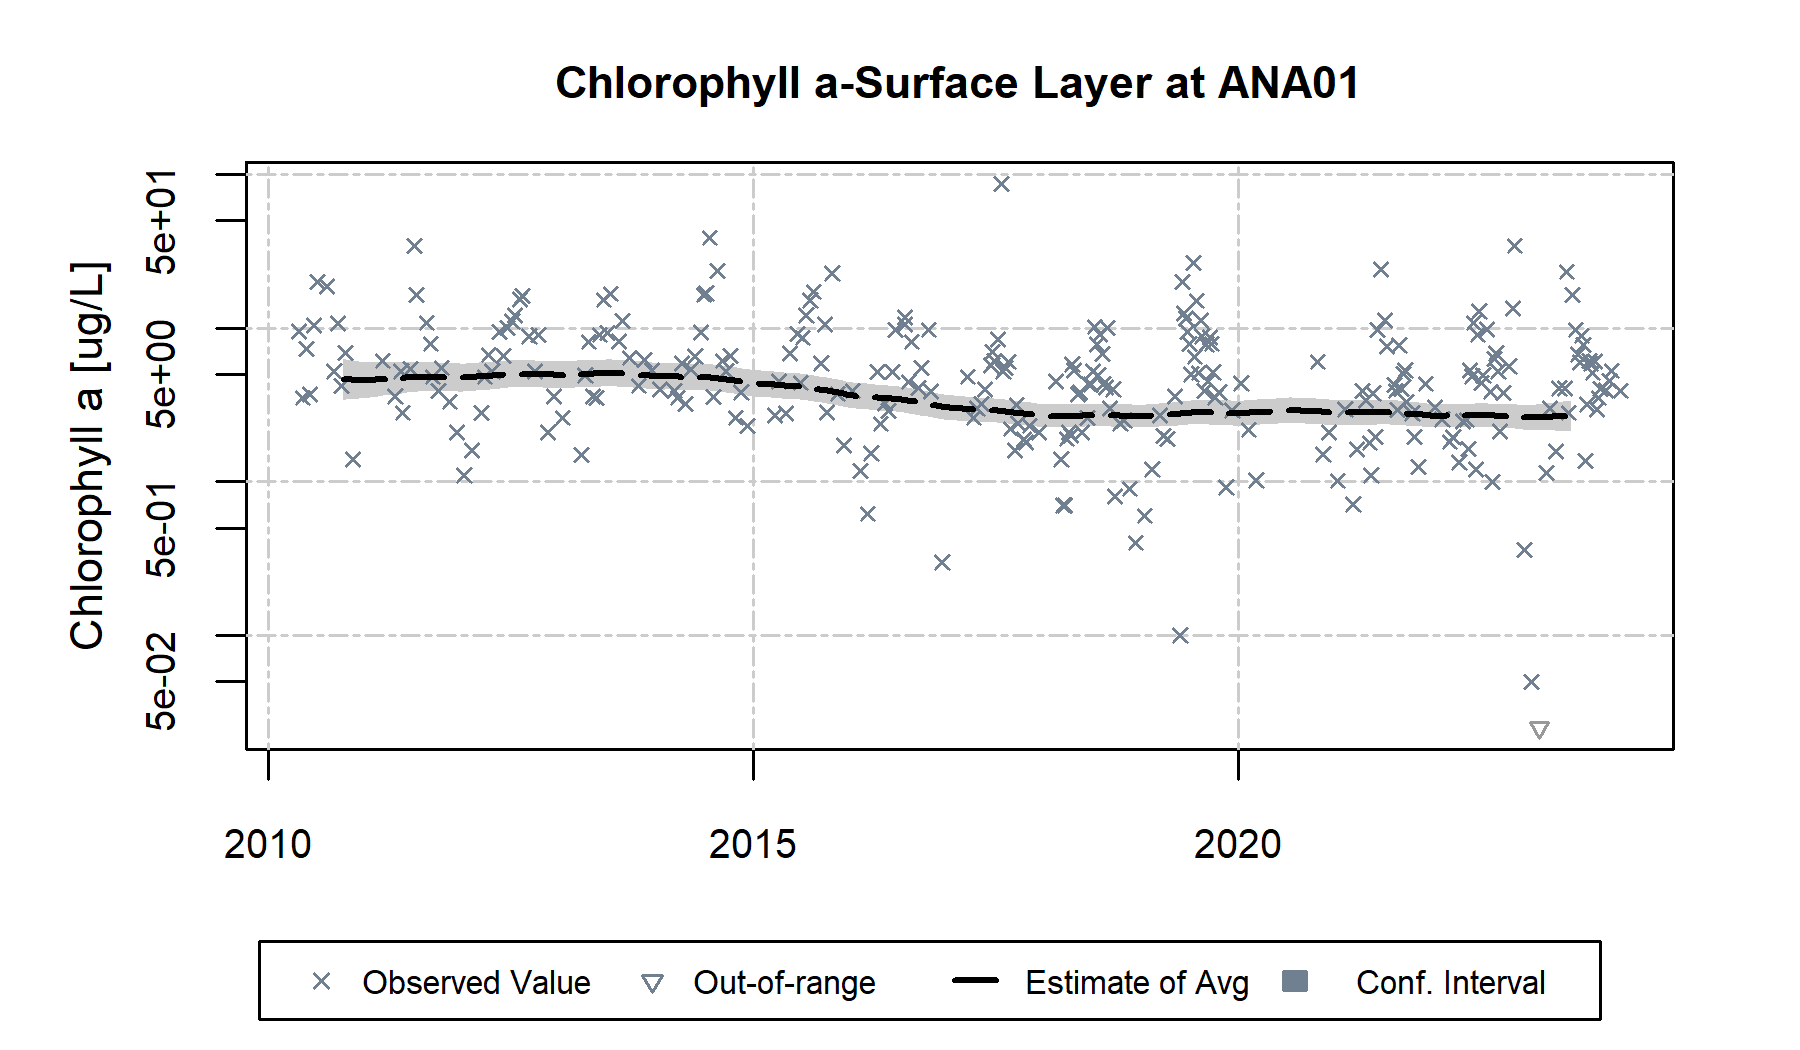 Chlorophyll a-Surface Layer at ANA01
Chlorophyll a [ug/L]
5e+01
5e+00
5e-01
5e-02
2010 2015 2020
Observed Value Out-of-range Estimate of Avg Conf. Interval